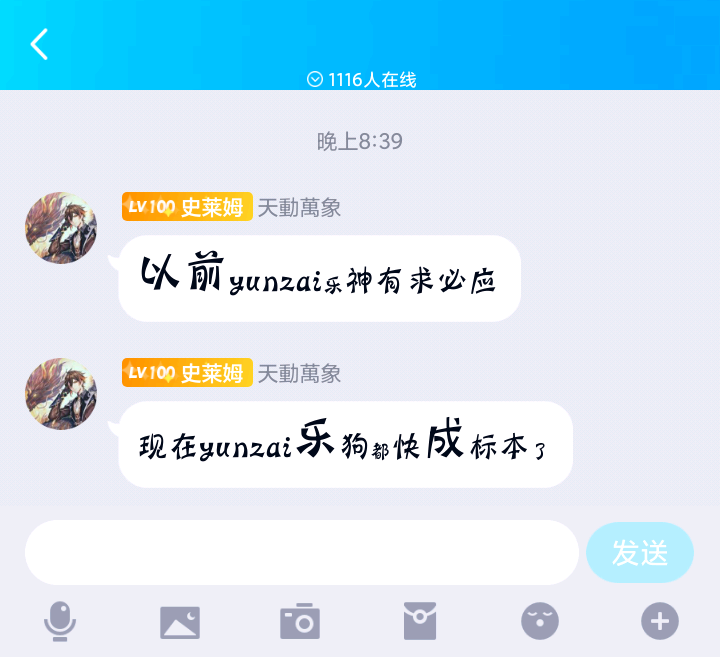 1116人在线
晚上8:39
LV100 史莱姆 天動萬象
以前yunzai乐神有求必应
LV100 史莱姆 天動萬象
现在yunzai乐狗都快成标本了
发送